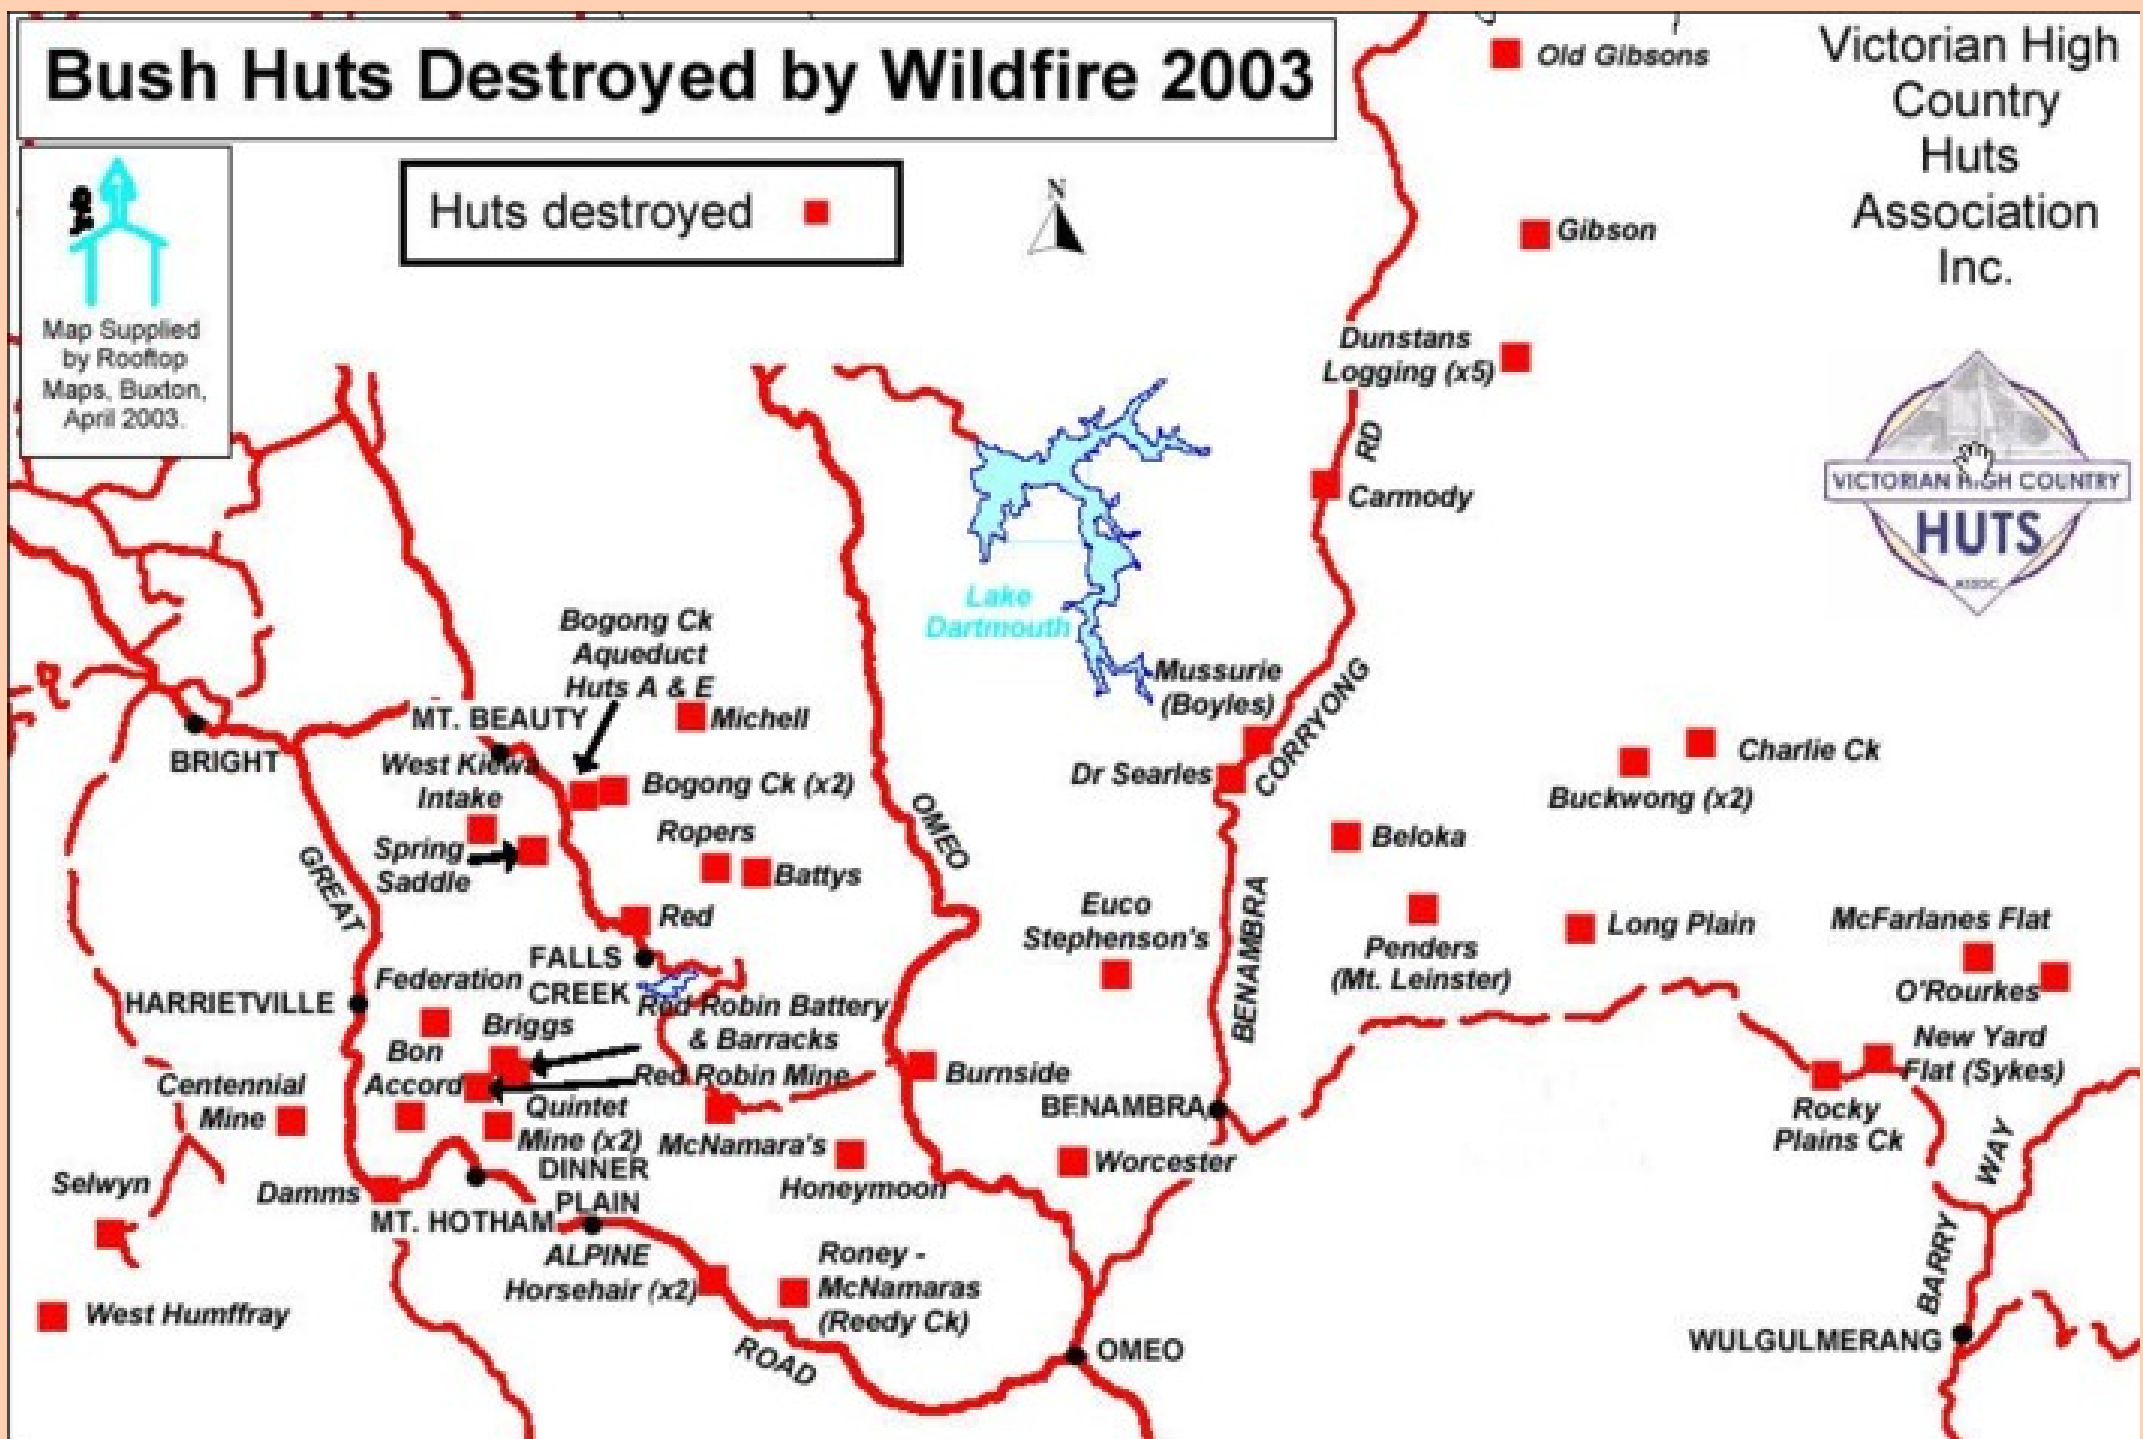 Bush Huts Destroyed by Wildfire 2003
Victorian High
Country
Huts
Association
Inc.
Map Supplied
by Rooftop
Maps, Buxton,
April 2003.
Huts destroyed
N
Old Gibsons
Gibson
Dunstans
Logging (x5)
RD
Carmody
VICTORIAN HIGH COUNTRY
HUTS
ASSOC
Lake
Dartmouth
Bogong Ck
Aqueduct
Huts A & E
Michell
MT. BEAUTY
BRIGHT
West Kiewa
Intake
Bogong Ck (x2)
Spring
Saddle
Ropers
Battys
Red
GREAT
OMEO
Mussurie
(Boyles)
Dr Searles
CORRYONG
Charlie Ck
Buckwong (x2)
Beloka
Euco
Stephenson's
BENAMBRA
Penders
(Mt. Leinster)
Long Plain
McFarlanes Flat
O'Rourkes
New Yard
Flat (Sykes)
Rocky
Plains Ck
FALLS
CREEK
Federation
HARRIETVILLE
Briggs
Red Robin Battery
& Barracks
Red Robin Mine
Bon
Accord
Centennial
Mine
Quintet
Mine (x2)
McNamara's
Burnside
BENAMBRA
Worcester
Honeymoon
Selwyn
Damms
DINNER
PLAIN
MT. HOTHAM
ALPINE
Horsehair (x2)
Roney -
McNamaras
(Reedy Ck)
West Humffray
ROAD
OMEO
WAY
BARRY
WULGULMERANG